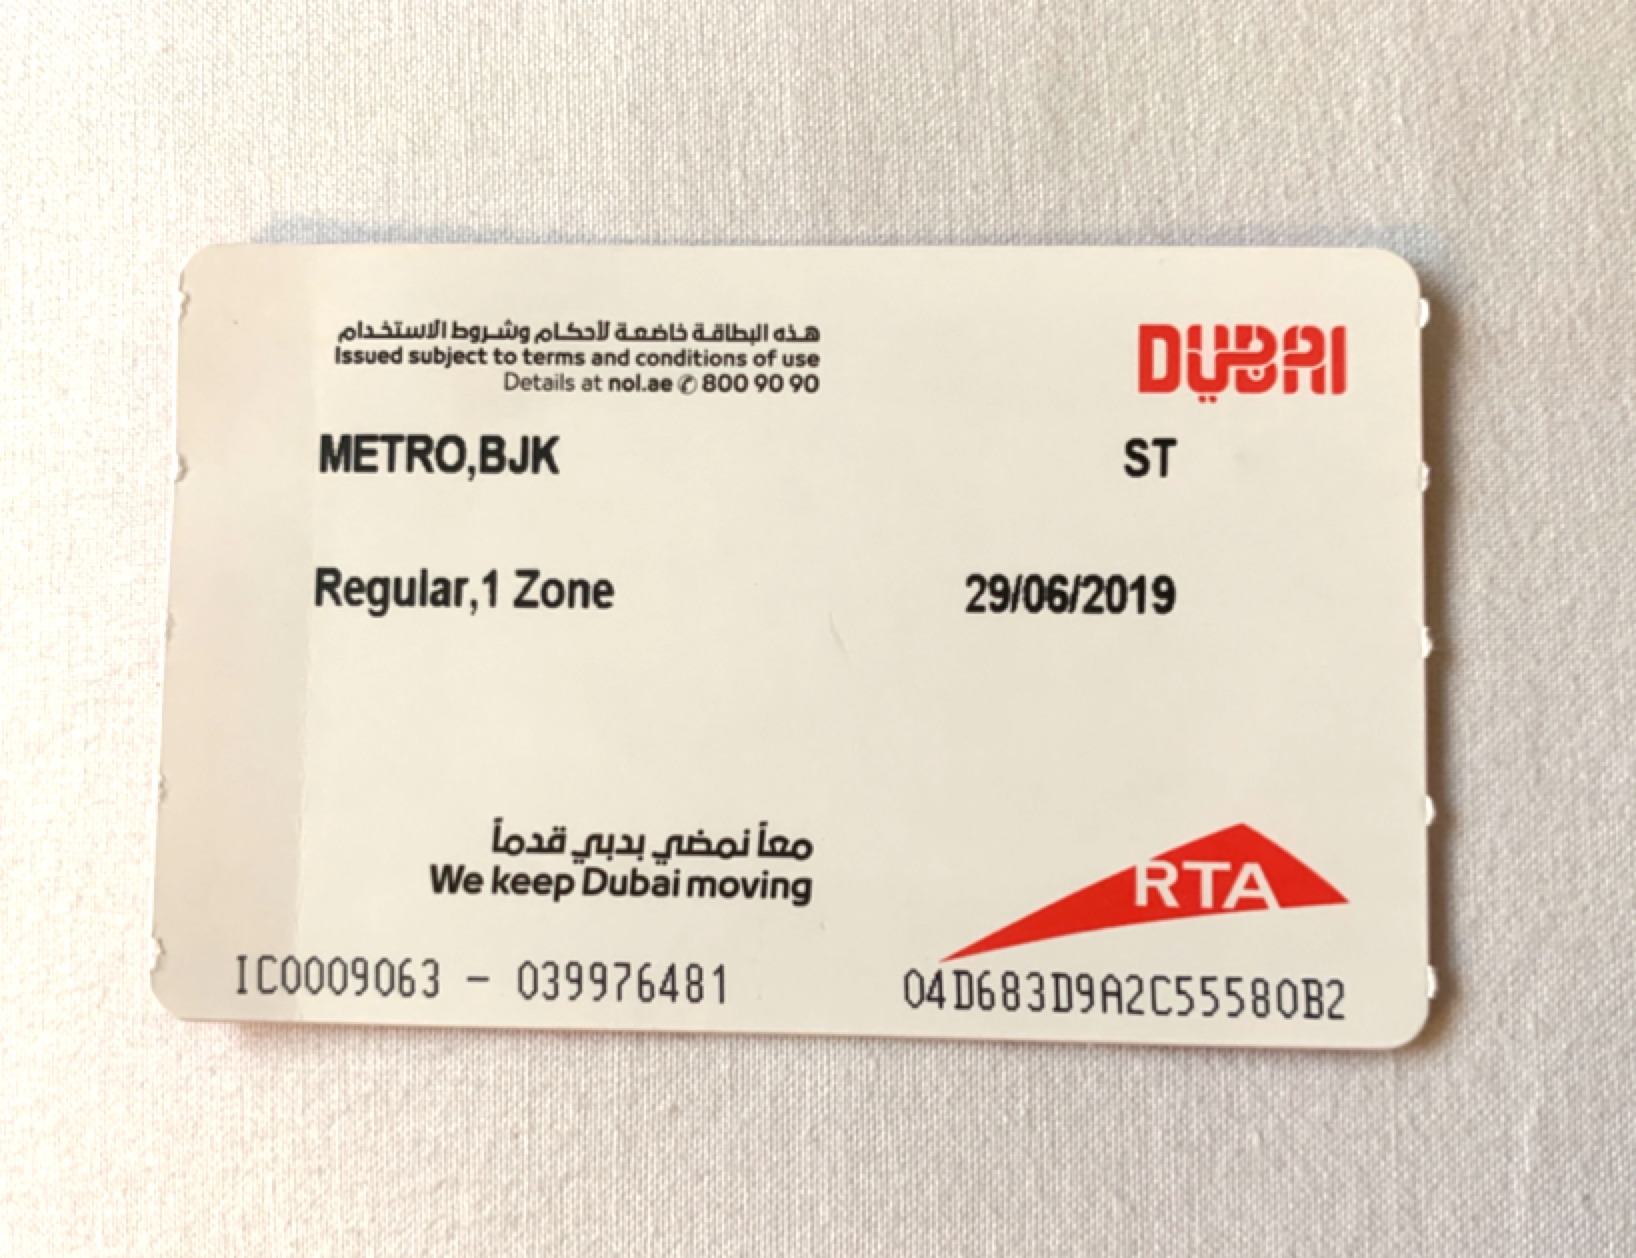 هذه البطاقة خاضعة لأحكام وشروط الاستخدام
Issued subject to terms and conditions of use
Details at nol.ae ✆ 800 90 90
DUBAI
METRO,BJK ST
Regular,1 Zone 29/06/2019
معاً نمضي بدبي قدماً
We keep Dubai moving
RTA
IC0009063 - 039976481 04D683D9A2C55580B2